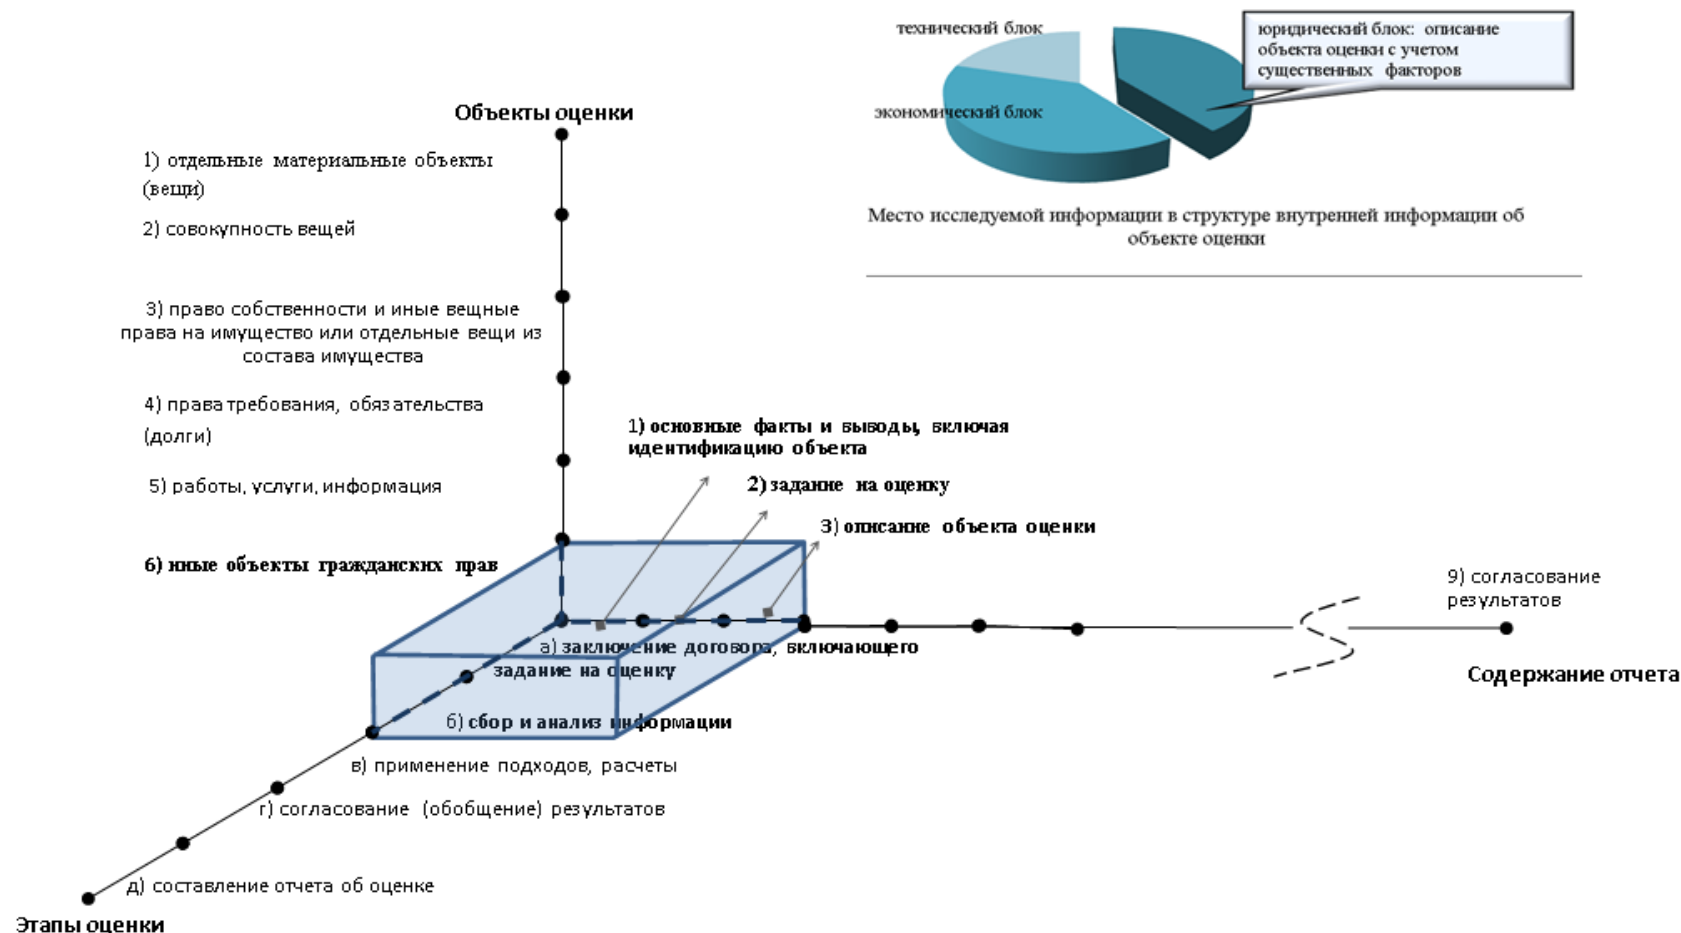 технический блок
юридический блок: описание
объекта оценки с учетом
существенных факторов
экономический блок
Место исследуемой информации в структуре внутренней информации об
объекте оценки
Объекты оценки
1) отдельные материальные объекты
(вещи)
2) совокупность вещей
3) право собственности и иные вещные
права на имущество или отдельные вещи из
состава имущества
4) права требования, обязательства
(долги)
5) работы, услуги, информация
6) иные объекты гражданских прав
1) основные факты и выводы, включая
идентификацию объекта
2) задание на оценку
3) описание объекта оценки
9) согласование
результатов
Содержание отчета
а) заключение договора, включающего
задание на оценку
б) сбор и анализ информации
в) применение подходов, расчеты
г) согласование (обобщение) результатов
д) составление отчета об оценке
Этапы оценки